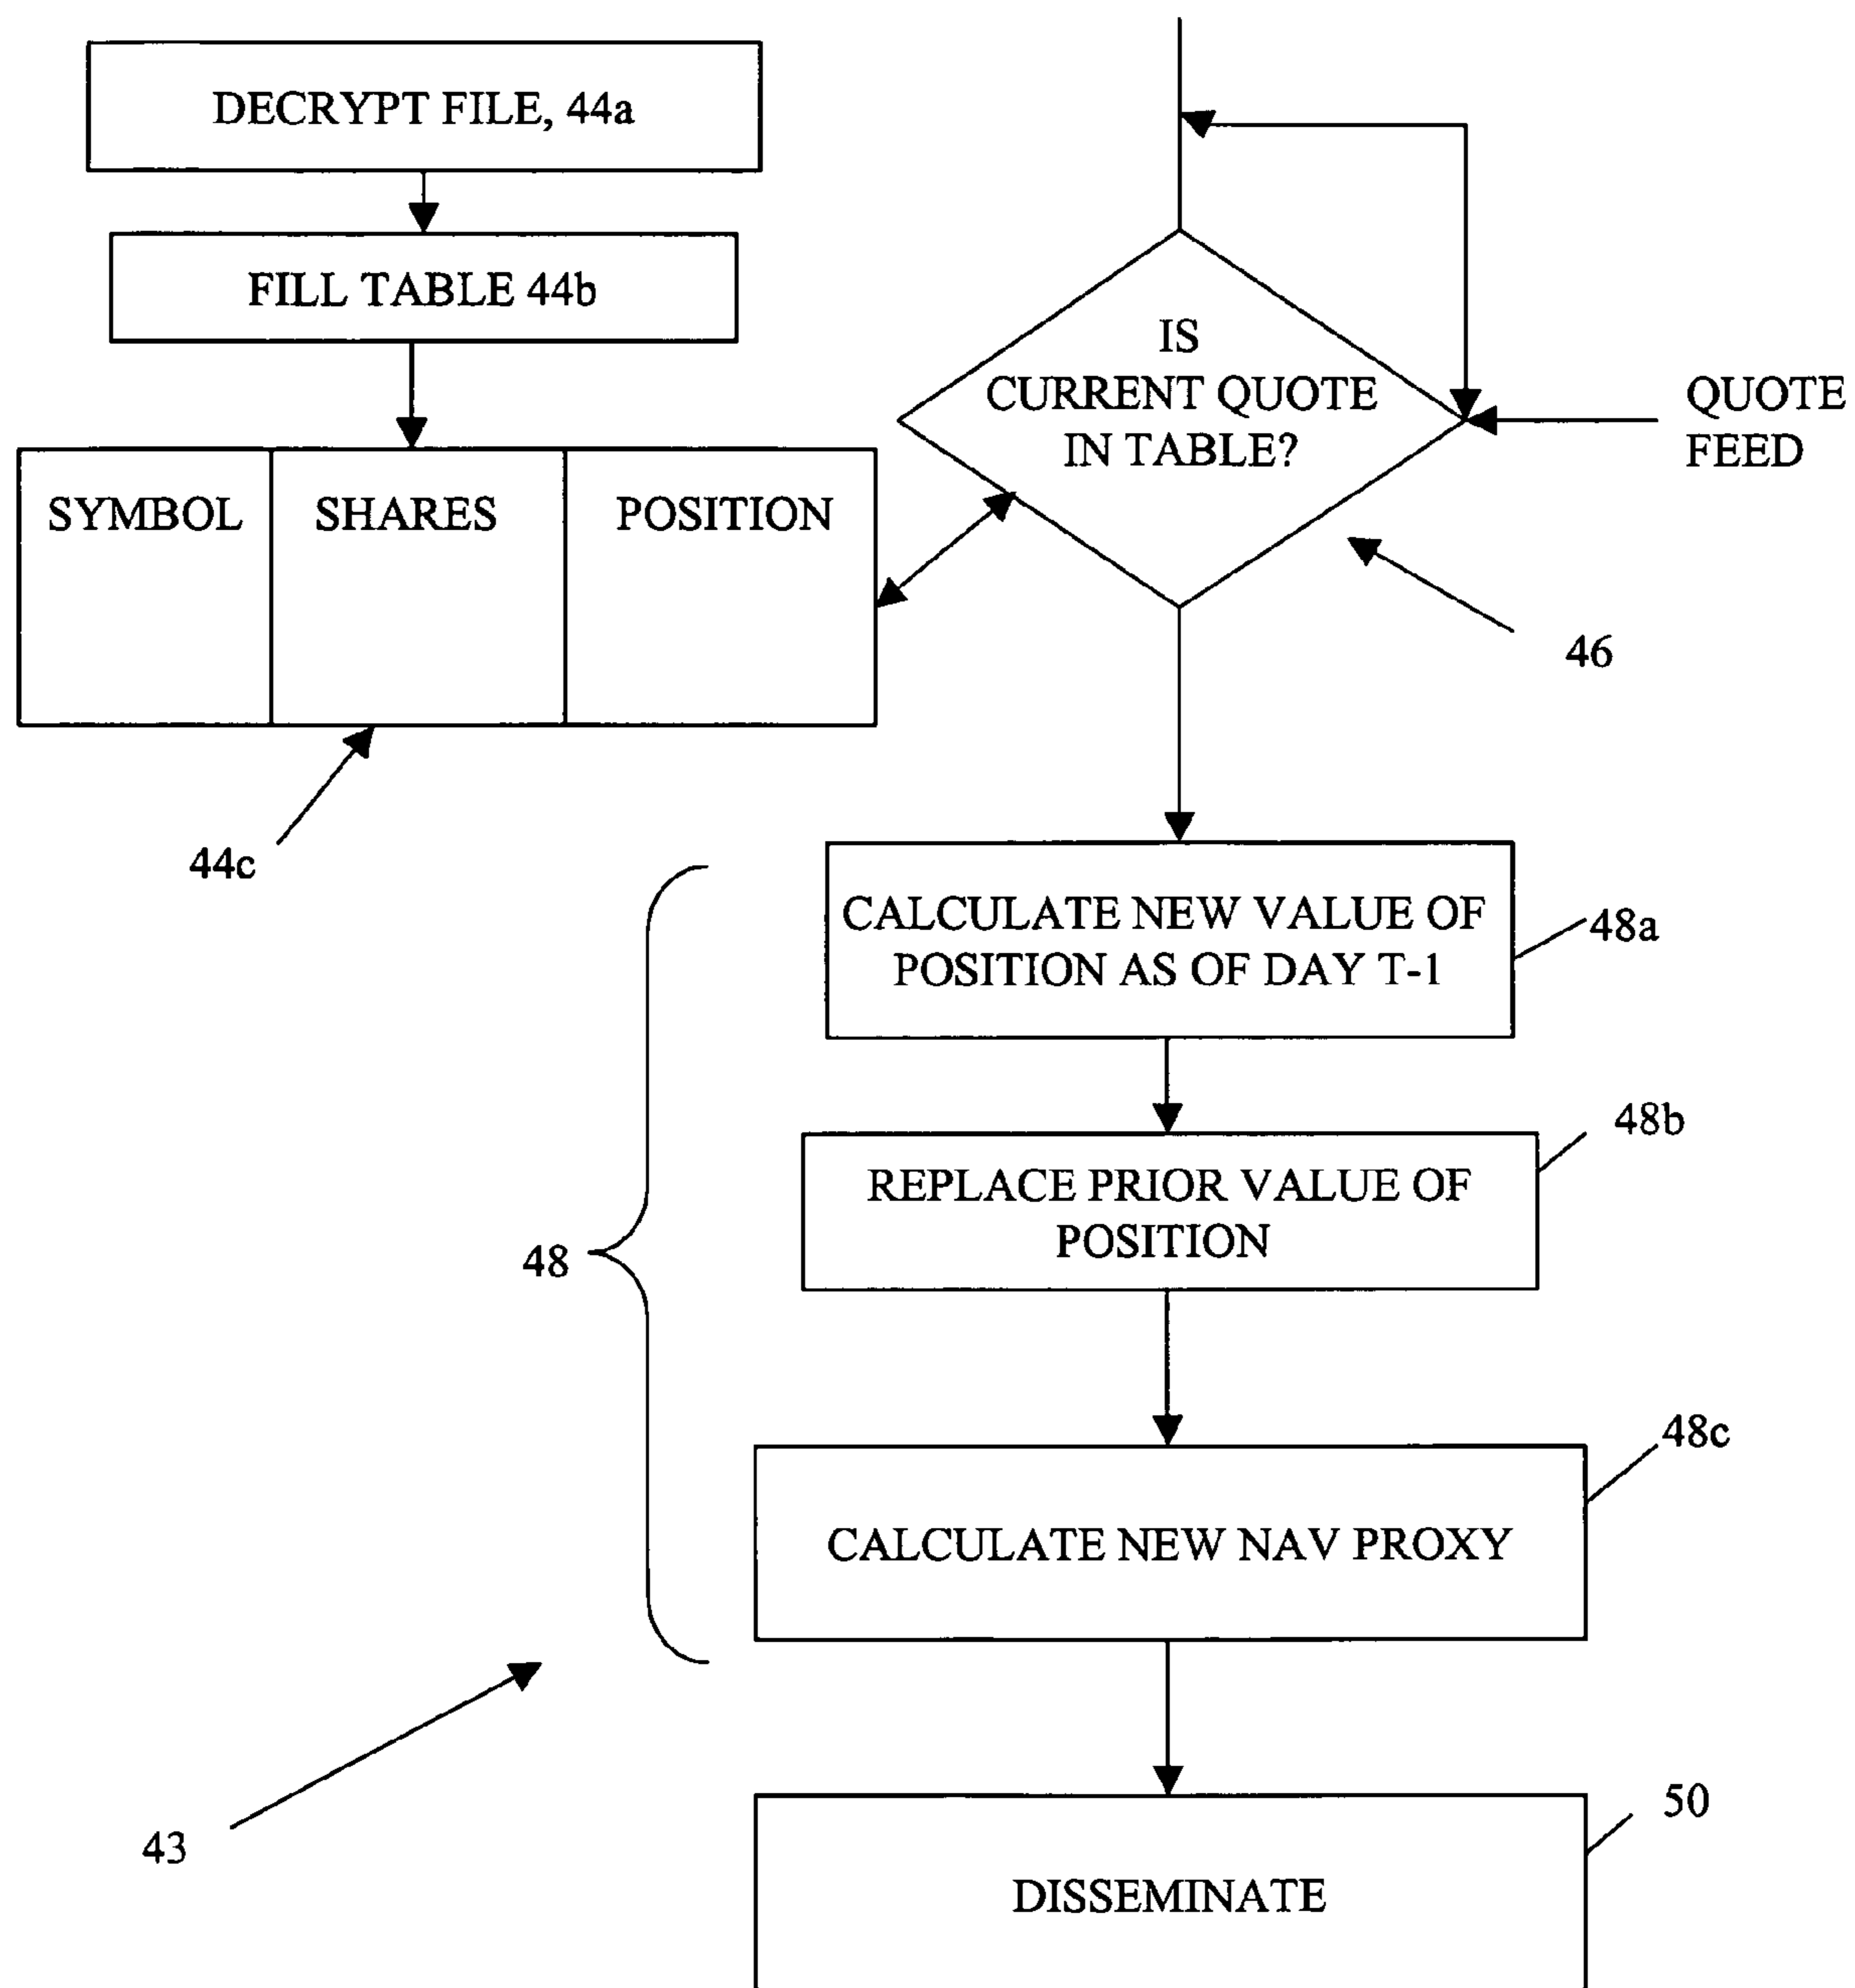 DECRYPT FILE, 44a
FILL TABLE 44b
SYMBOL
SHARES
POSITION
44c
IS
CURRENT QUOTE
IN TABLE?
QUOTE
FEED
46
CALCULATE NEW VALUE OF
POSITION AS OF DAY T-1
48a
REPLACE PRIOR VALUE OF
POSITION
48b
48
CALCULATE NEW NAV PROXY
48c
43
DISSEMINATE
50